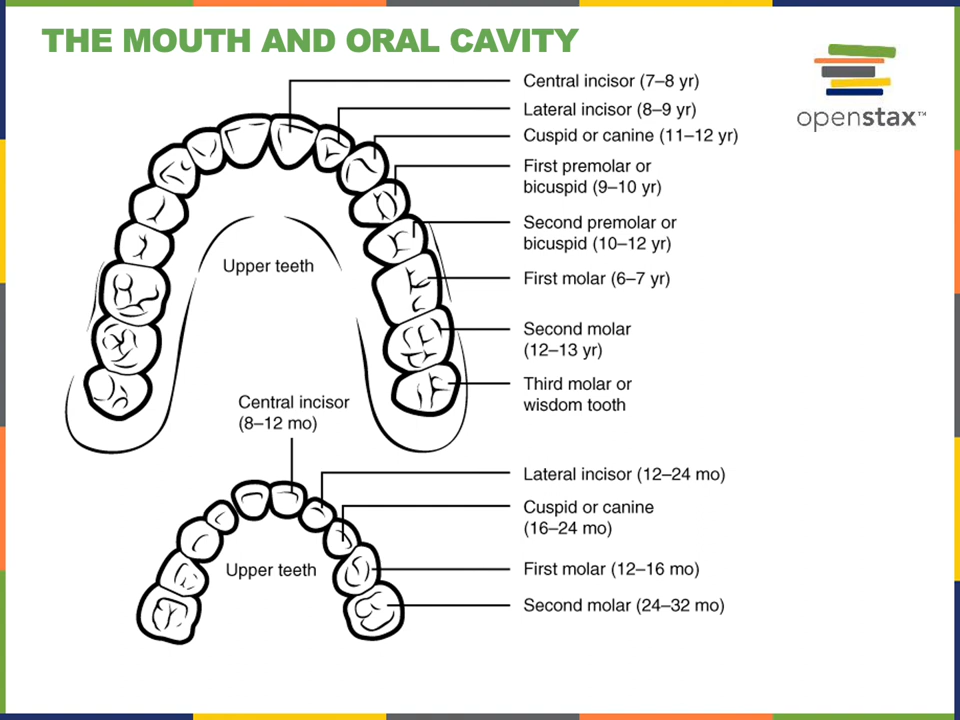 THE MOUTH AND ORAL CAVITY
openstax™
Central incisor (7–8 yr)
Lateral incisor (8–9 yr)
Cuspid or canine (11–12 yr)
First premolar or
bicuspid (9–10 yr)
Second premolar or
bicuspid (10–12 yr)
Upper teeth
First molar (6–7 yr)
Second molar
(12–13 yr)
Third molar or
wisdom tooth
Central incisor
(8–12 mo)
Lateral incisor (12–24 mo)
Cuspid or canine
(16–24 mo)
Upper teeth
First molar (12–16 mo)
Second molar (24–32 mo)